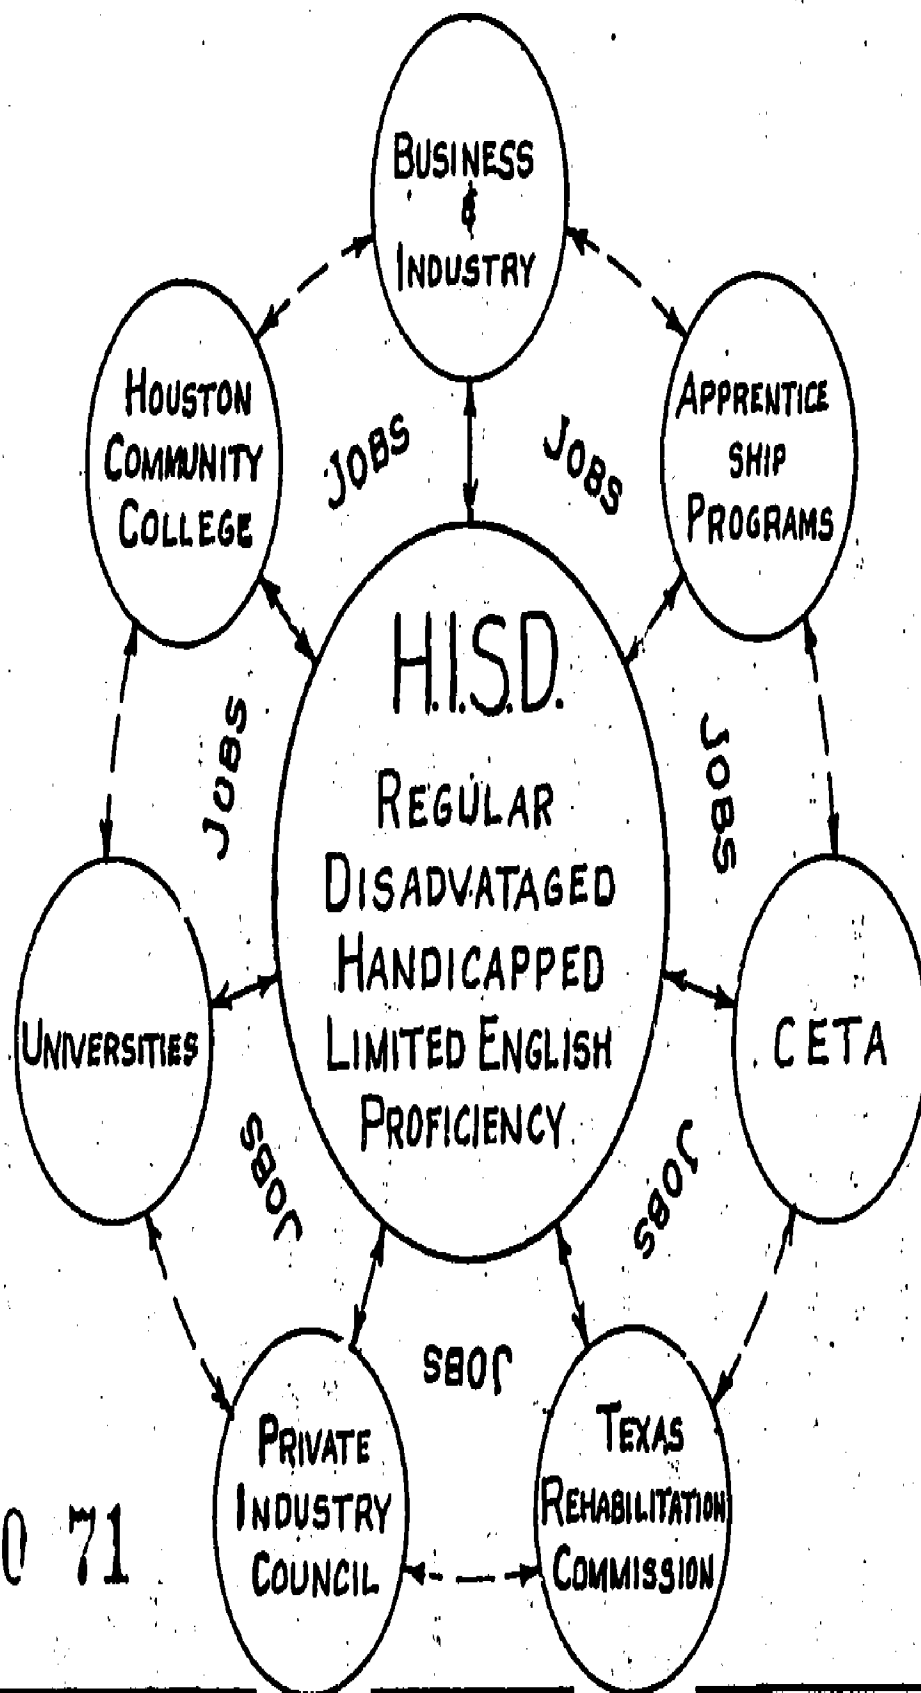 BUSINESS
&
INDUSTRY
HOUSTON
COMMUNITY
COLLEGE
APPRENTICE
SHIP
PROGRAMS
JOBS
JOBS
H.I.S.D.
REGULAR
DISADVATAGED
HANDICAPPED
LIMITED ENGLISH
PROFICIENCY
JOBS
JOBS
UNIVERSITIES
CETA
JOBS
JOBS
JOBS
PRIVATE
INDUSTRY
COUNCIL
TEXAS
REHABILITATION
COMMISSION
0 71